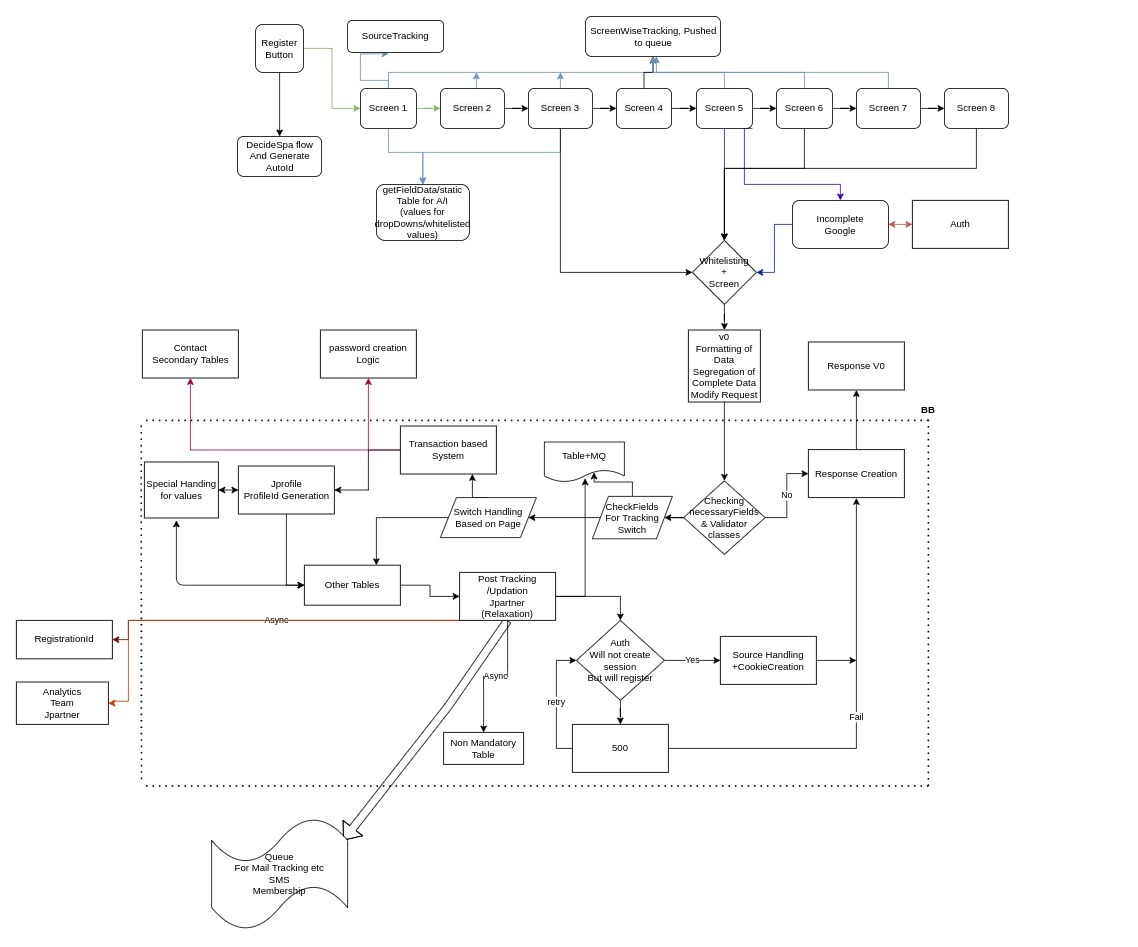 Register
Button
SourceTracking
ScreenWiseTracking, Pushed
to queue
Screen 1
Screen 2
Screen 3
Screen 4
Screen 5
Screen 6
Screen 7
Screen 8
DecideSpa flow
And Generate
AutoId
getFieldData/static
Table for A/I
(values for
dropDowns/whitelisted
values)
Incomplete
Google
Auth
Whitelisting
+
Screen
v0
Formatting of
Data
Segregation of
Complete Data
Modify Request
Response V0
Contact
Secondary Tables
password creation
Logic
BB
Transaction based
System
Table+MQ
Response Creation
Special Handing
for values
Jprofile
ProfileId Generation
Switch Handling
Based on Page
CheckFields
For Tracking
Switch
Checking
necessaryFields
& Validator
classes
No
Other Tables
Post Tracking
/Updation
Jpartner
(Relaxation)
Async
RegistrationId
Analytics
Team
Jpartner
Auth
Will not create
session
But will register
Yes
Source Handling
+CookieCreation
Async
retry
Fail
Non Mandatory
Table
500
Queue
For Mail Tracking etc
SMS
Membership